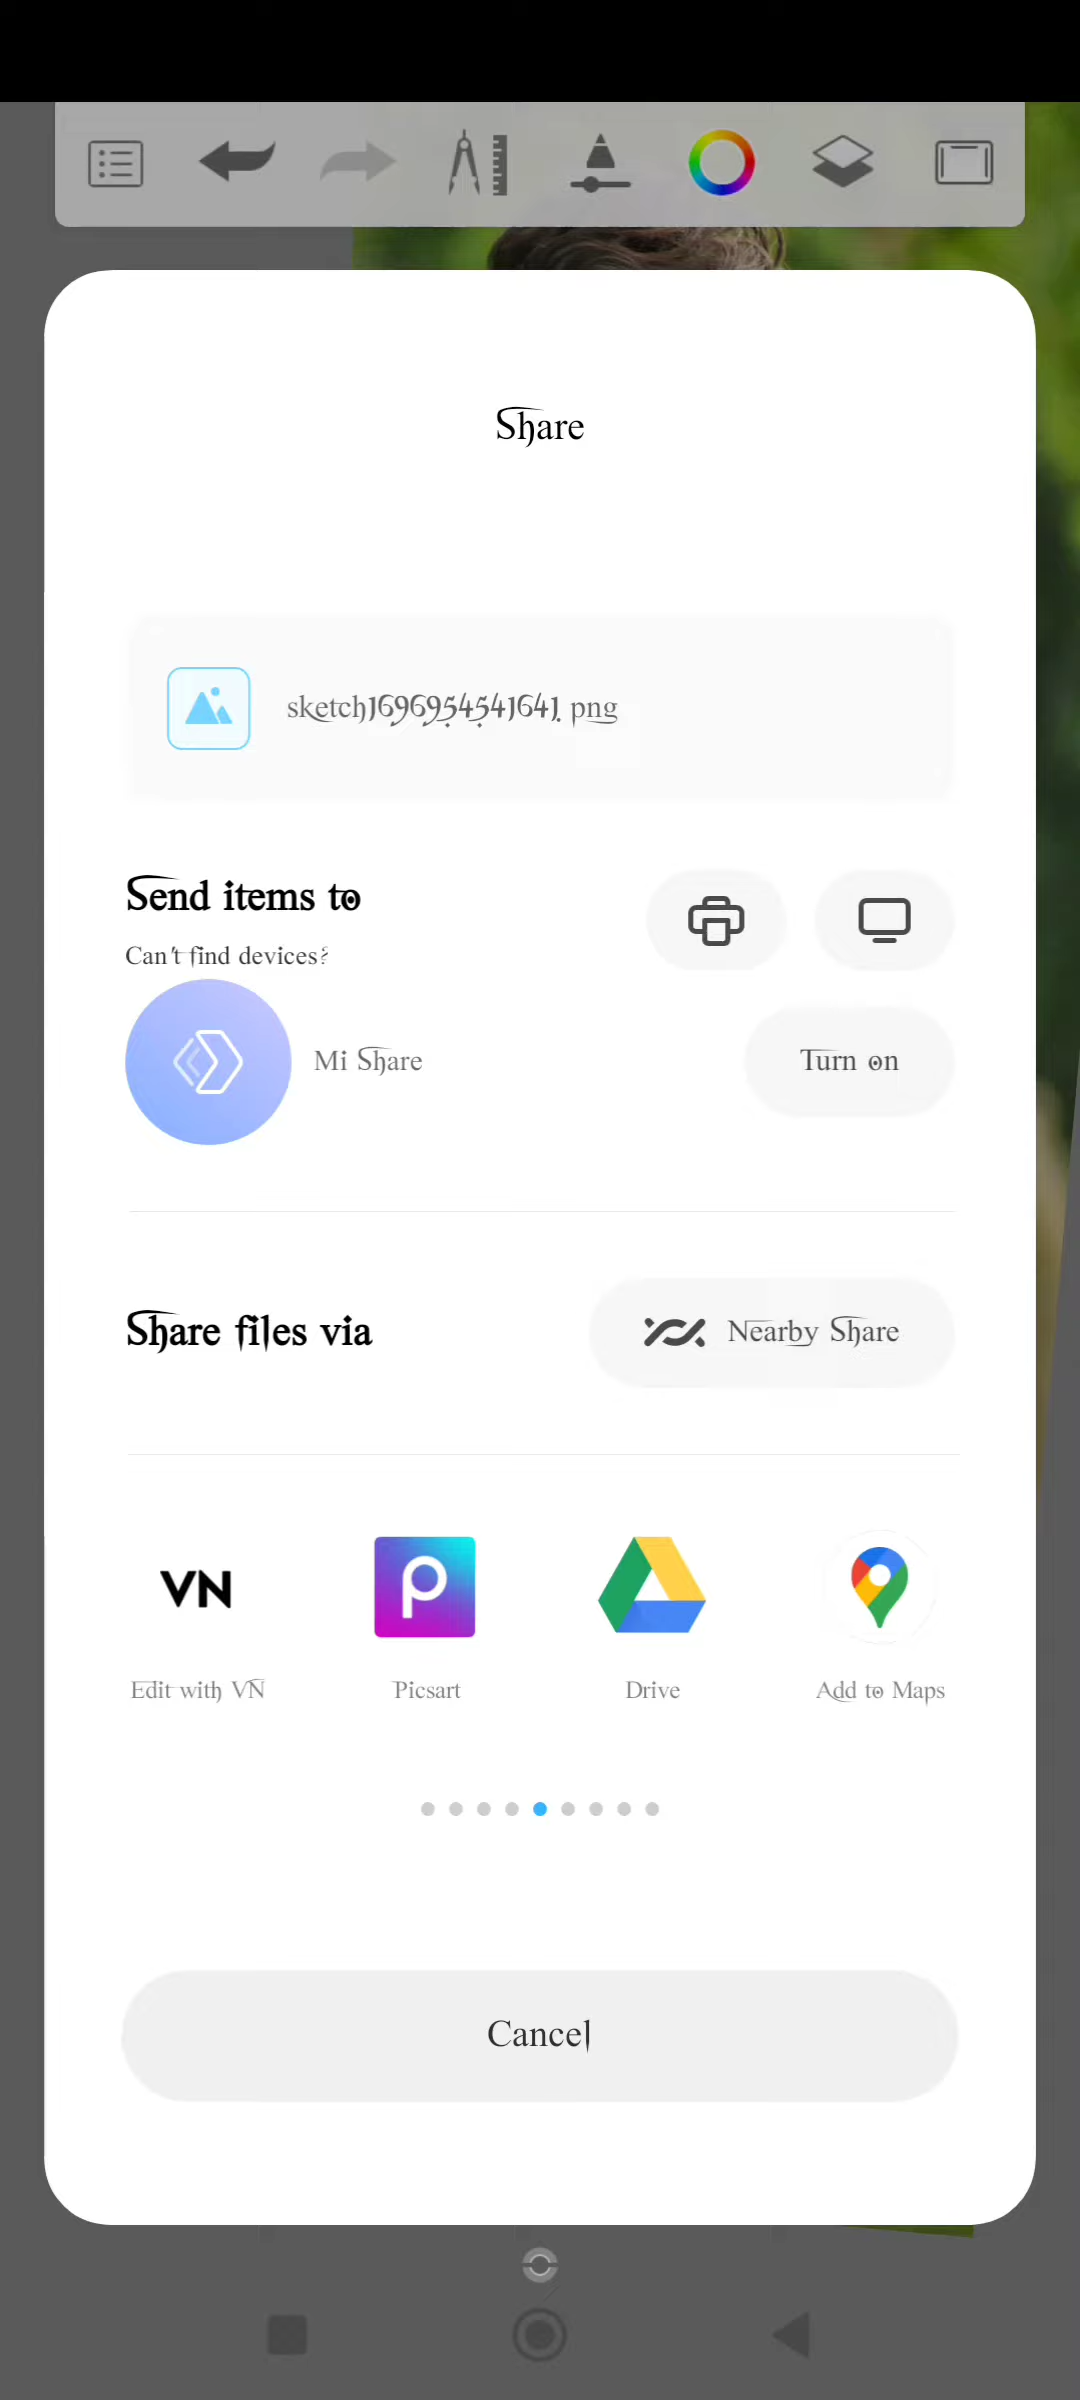 Share
sketch1696954541641.png
Send items to
Can't find devices?
Mi Share
Turn on
Share files via
Nearby Share
VN
Edit with VN
Picsart
Drive
Add to Maps
Cancel